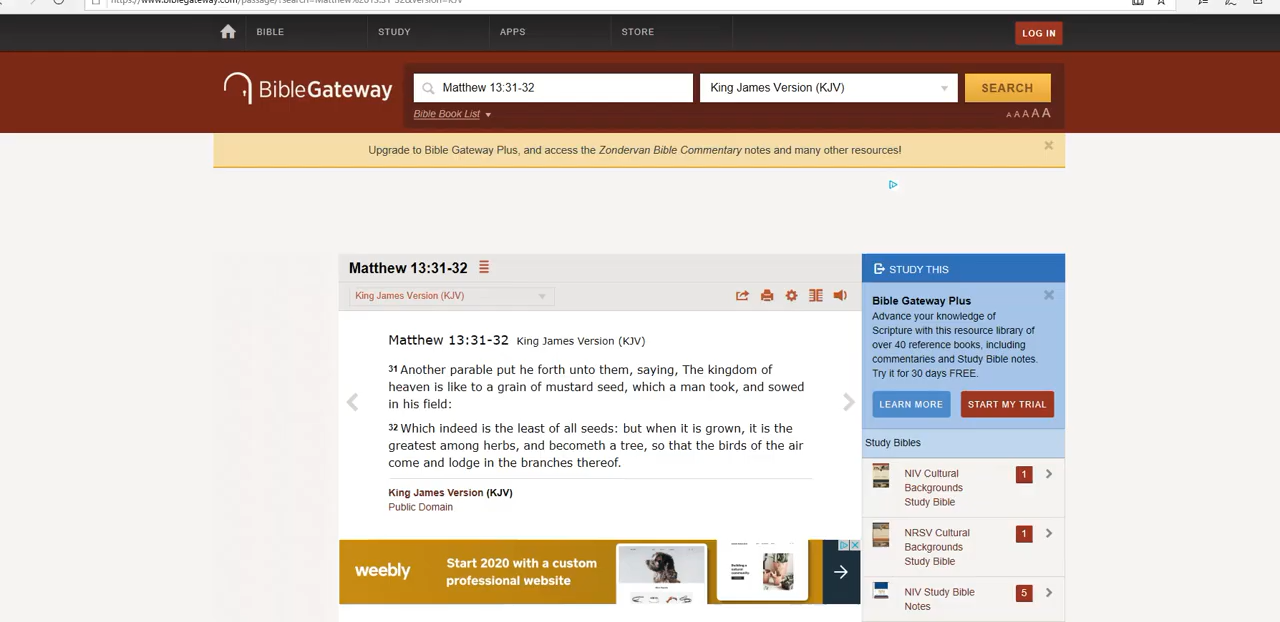 BIBLE
STUDY
APPS
STORE
LOG IN
BibleGateway
Matthew 13:31-32
King James Version (KJV)
SEARCH
Bible Book List
A A A A A
Upgrade to Bible Gateway Plus, and access the Zondervan Bible Commentary notes and many other resources!
Matthew 13:31-32
King James Version (KJV)
Matthew 13:31-32 King James Version (KJV)
31 Another parable put he forth unto them, saying, The kingdom of
heaven is like to a grain of mustard seed, which a man took, and sowed
in his field:
32 Which indeed is the least of all seeds: but when it is grown, it is the
greatest among herbs, and becometh a tree, so that the birds of the air
come and lodge in the branches thereof.
King James Version (KJV)
Public Domain
weebly
Start 2020 with a custom
professional website
STUDY THIS
Bible Gateway Plus
Advance your knowledge of
Scripture with this resource library of
over 40 reference books, including
commentaries and Study Bible notes.
Try it for 30 days FREE.
LEARN MORE
START MY TRIAL
Study Bibles
NIV Cultural
Backgrounds
Study Bible
1
NRSV Cultural
Backgrounds
Study Bible
1
NIV Study Bible
Notes
5